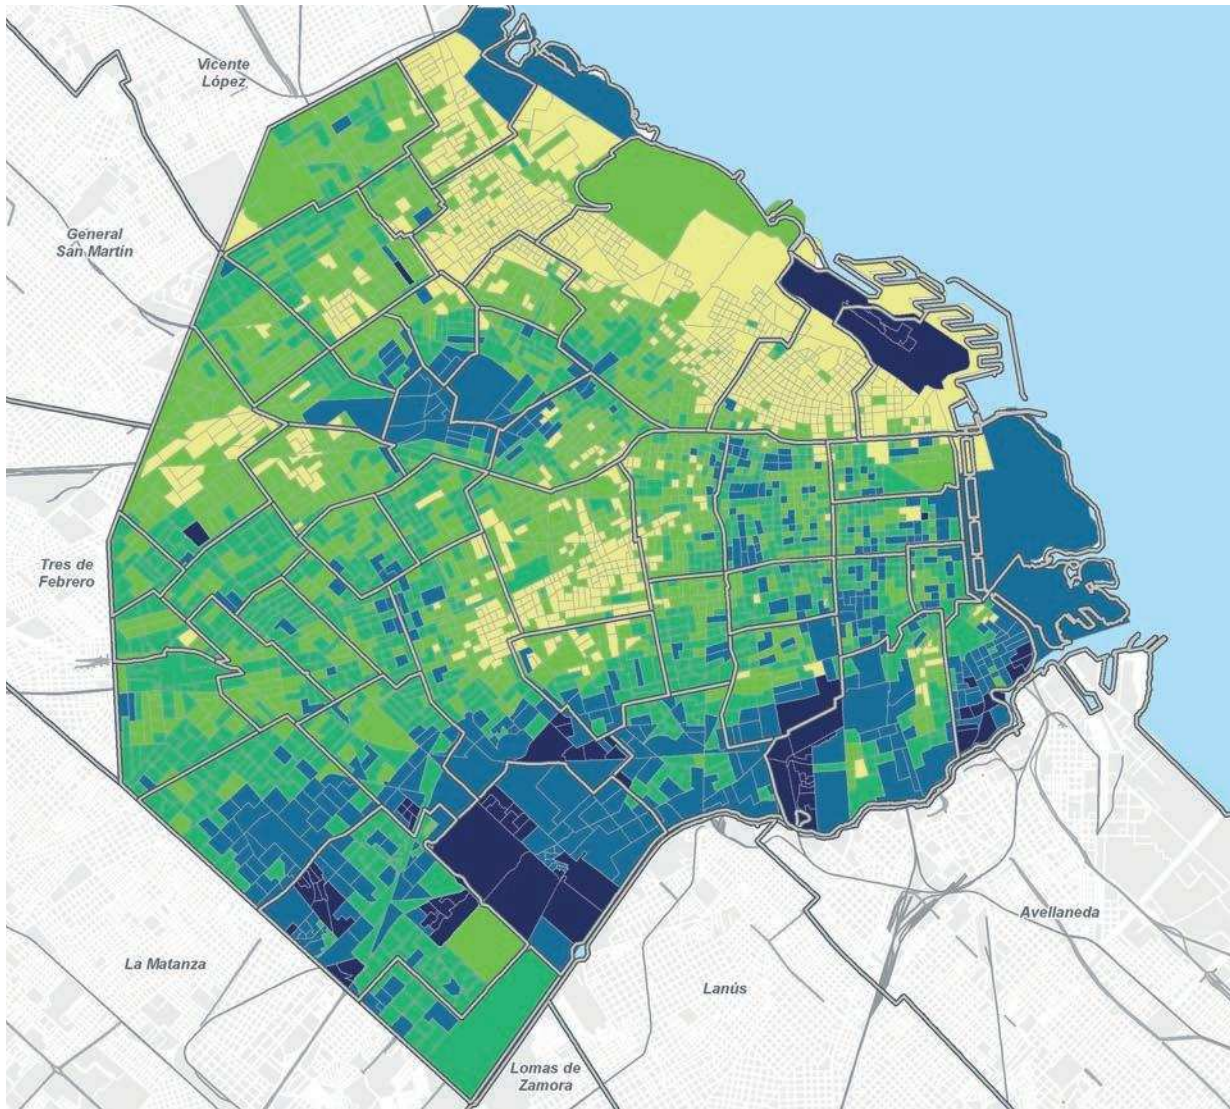 Vicente
López
General
San Martín
Tres de
Febrero
La Matanza
Lanús
Avellaneda
Lomas de
Zamora